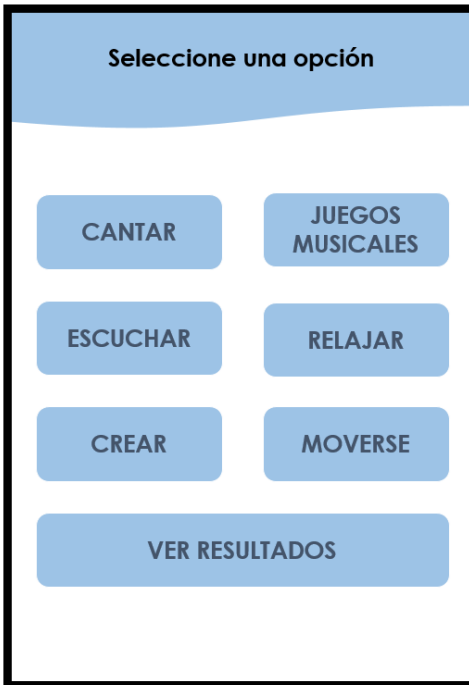 Seleccione una opción
CANTAR
JUEGOS
MUSICALES
ESCUCHAR
RELAJAR
CREAR
MOVERSE
VER RESULTADOS